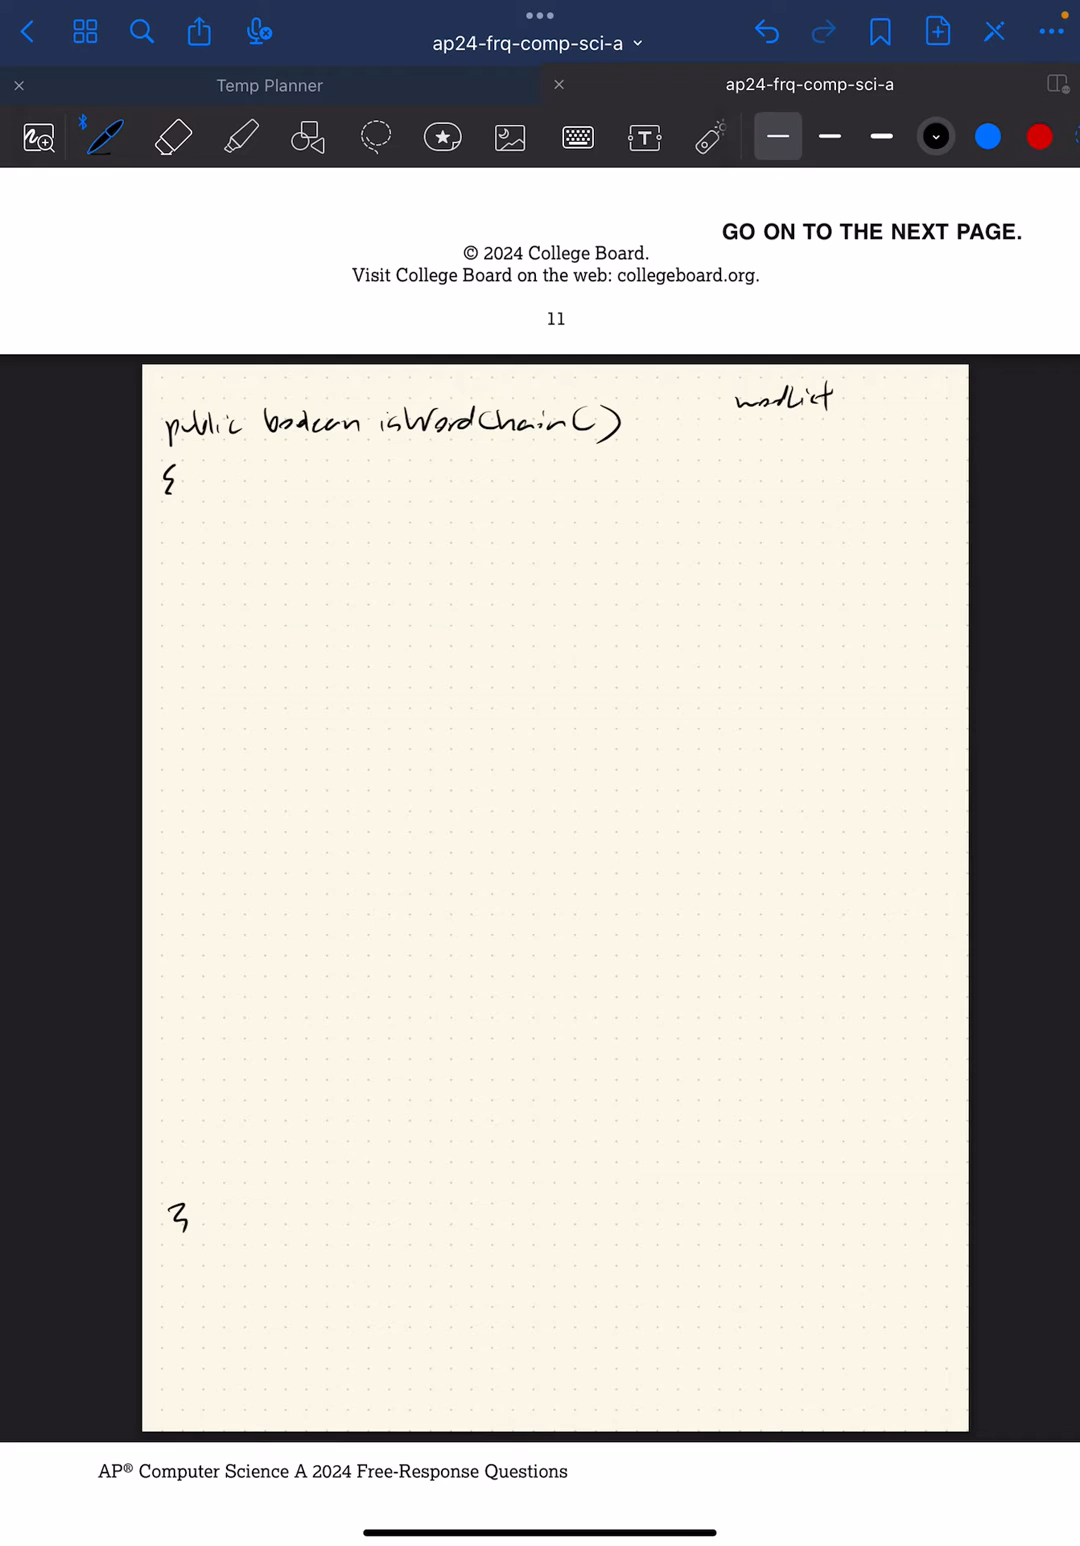 ap24-frq-comp-sci-a
Temp Planner
ap24-frq-comp-sci-a
T
GO ON TO THE NEXT PAGE.
© 2024 College Board.
Visit College Board on the web: collegeboard.org.
11
wordList
public boolean isWordChain()
{
}
AP® Computer Science A 2024 Free-Response Questions